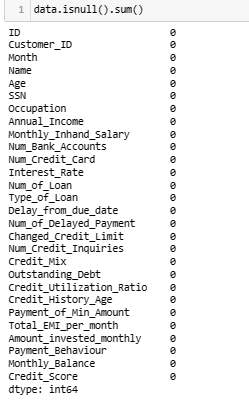 1 data.isnull().sum()
ID 0
Customer_ID 0
Month 0
Name 0
Age 0
SSN 0
Occupation 0
Annual_Income 0
Monthly_Inhand_Salary 0
Num_Bank_Accounts 0
Num_Credit_Card 0
Interest_Rate 0
Num_of_Loan 0
Type_of_Loan 0
Delay_from_due_date 0
Num_of_Delayed_Payment 0
Changed_Credit_Limit 0
Num_Credit_Inquiries 0
Credit_Mix 0
Outstanding_Debt 0
Credit_Utilization_Ratio 0
Credit_History_Age 0
Payment_of_Min_Amount 0
Total_EMI_per_month 0
Amount_invested_monthly 0
Payment_Behaviour 0
Monthly_Balance 0
Credit_Score 0
dtype: int64